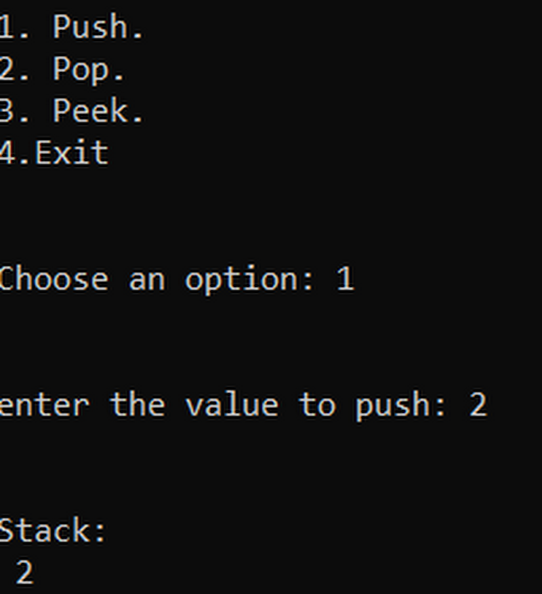 1. Push.
2. Pop.
3. Peek.
4.Exit
Choose an option: 1
enter the value to push: 2
Stack:
2